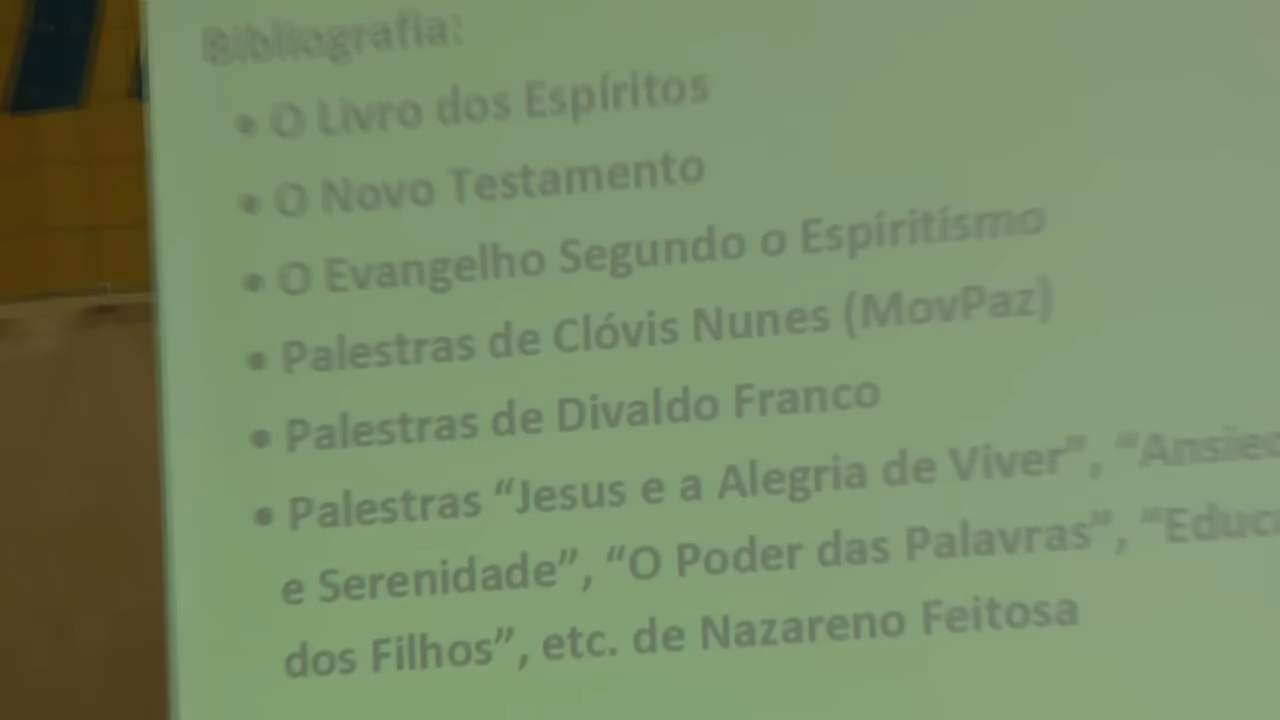 Bibliografia:
• O Livro dos Espíritos
• O Novo Testamento
• O Evangelho Segundo o Espiritismo
• Palestras de Clóvis Nunes (MovPaz)
• Palestras de Divaldo Franco
• Palestras “Jesus e a Alegria de Viver”, “
e Serenidade”, “O Poder das Palavras”, “
dos Filhos”, etc. de Nazareno Feitosa